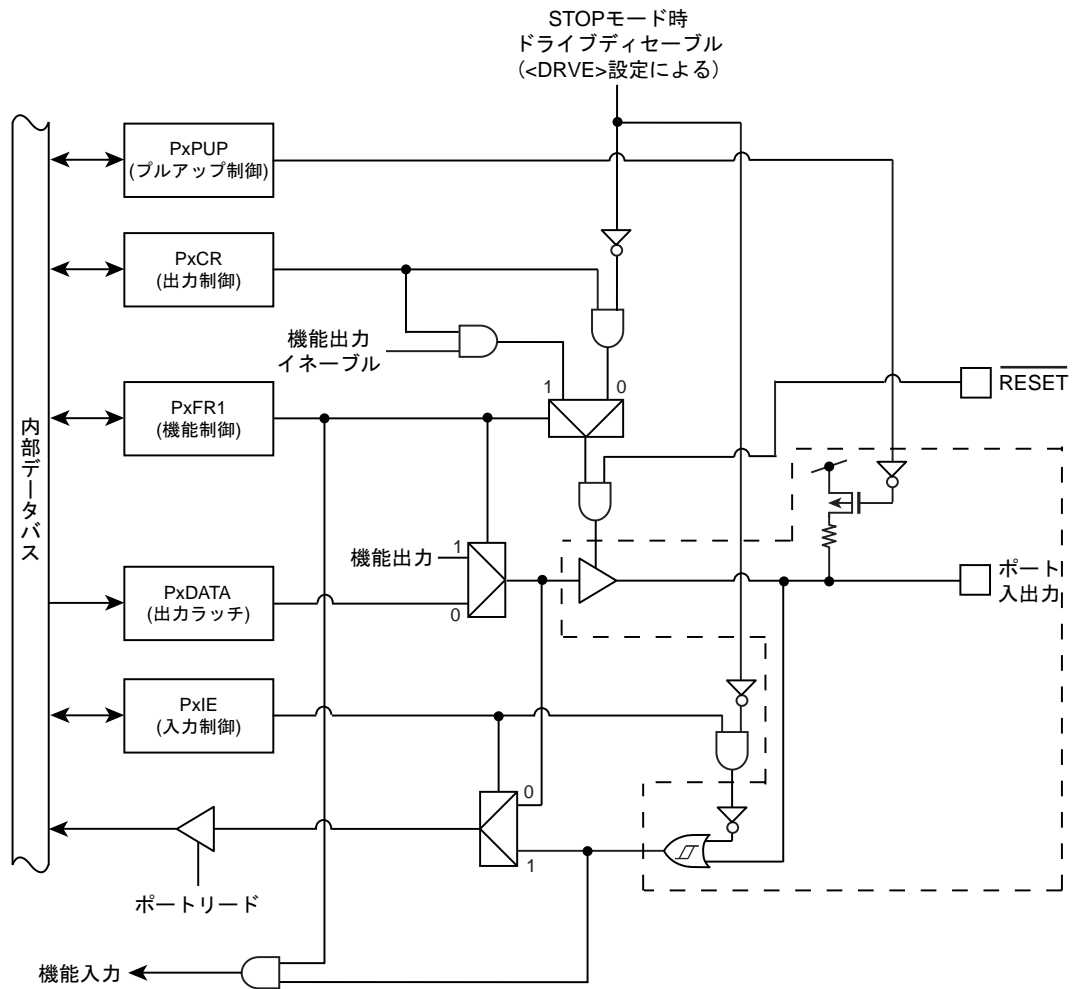 STOPモード時
ドライブディセーブル
(<DRVE>設定による)
PxPUP
(プルアップ制御)
PxCR
(出力制御)
機能出力
イネーブル
1
0
RESET
PxFR1
(機能制御)
内部データバス
機能出力
1
0
PxDATA
(出力ラッチ)
ポート
入出力
PxIE
(入力制御)
0
1
ポートリード
機能入力